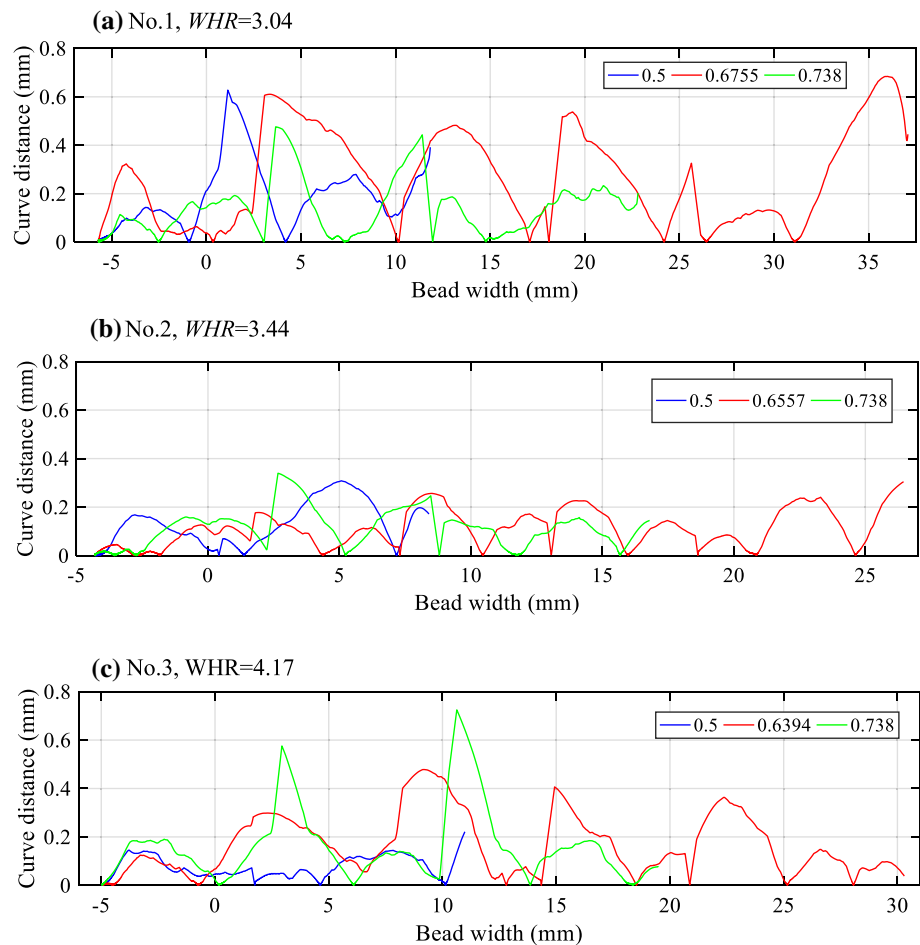 (a) No.1, WHR=3.04
0.8
0.6
0.4
0.2
0
Curve distance (mm)
0.5 0.6755 0.738
-5 0 5 10 15 20 25 30 35
Bead width (mm)
(b) No.2, WHR=3.44
0.8
0.6
0.4
0.2
0
Curve distance (mm)
0.5 0.6557 0.738
-5 0 5 10 15 20 25
Bead width (mm)
(c) No.3, WHR=4.17
0.8
0.6
0.4
0.2
0
Curve distance (mm)
0.5 0.6394 0.738
-5 0 5 10 15 20 25 30
Bead width (mm)